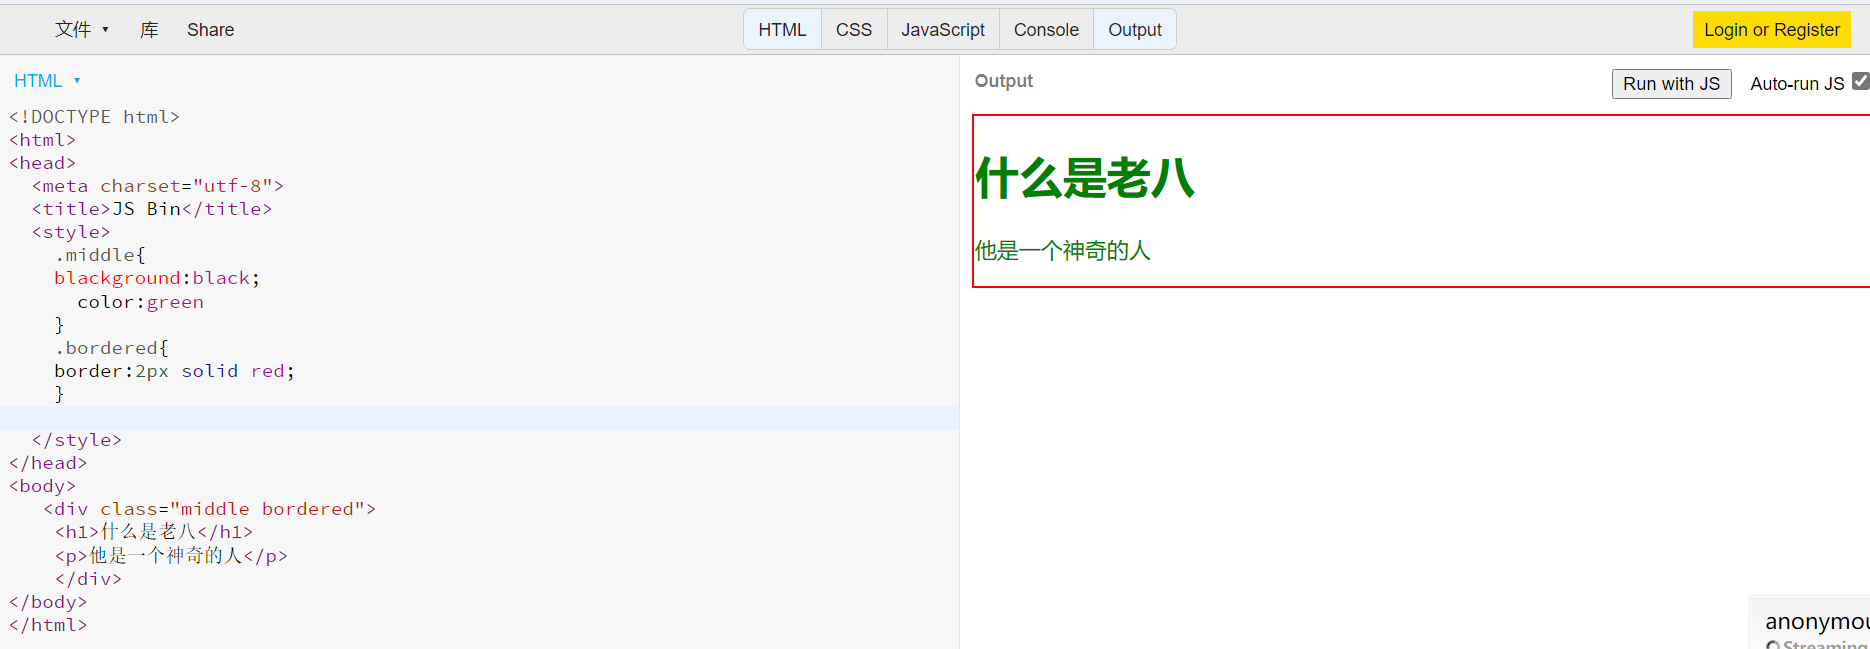 文件 ▼ 库 Share HTML CSS JavaScript Console Output Login or Register
HTML ▼
Output Run with JS Auto-run JS
<!DOCTYPE html>
<html>
<head>
<meta charset="utf-8">
<title>JS Bin</title>
<style>
.middle{
blackground:black;
color:green
}
.bordered{
border:2px solid red;
}
</style>
</head>
<body>
<div class="middle bordered">
<h1>什么是老八</h1>
<p>他是一个神奇的人</p>
</div>
</body>
</html>
什么是老八
他是一个神奇的人
anonymou
Streaming